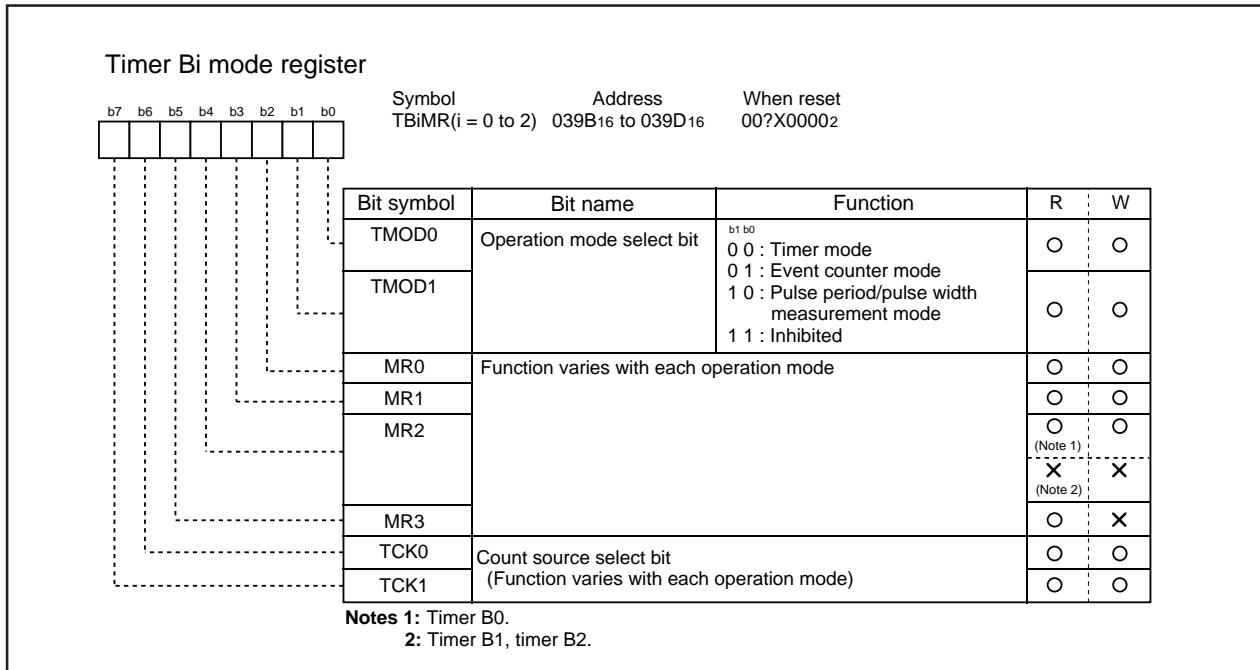 Timer Bi mode register
Symbol Address When reset
b7 b6 b5 b4 b3 b2 b1 b0
TBiMR(i = 0 to 2) 039B16 to 039D16 00?X00002
Bit symbol Bit name Function R W
TMOD0 Operation mode select bit b1 b0
0 0 : Timer mode
0 1 : Event counter mode
TMOD1 1 0 : Pulse period/pulse width
measurement mode
1 1 : Inhibited
MR0 Function varies with each operation mode
MR1
MR2
(Note 1)
(Note 2)
MR3
TCK0 Count source select bit
TCK1 (Function varies with each operation mode)
Notes 1: Timer B0.
2: Timer B1, timer B2.